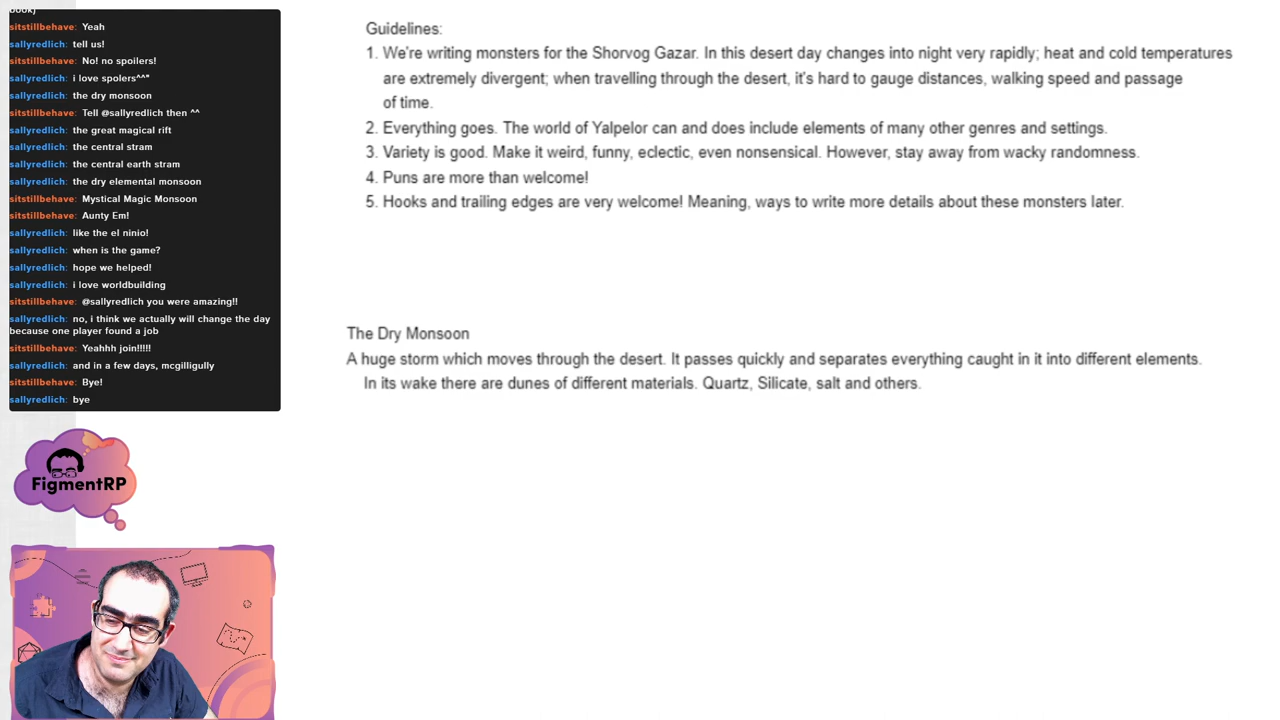 book)
sitstillbehave: Yeah
sallyredlich: tell us!
sitstillbehave: No! no spoilers!
sallyredlich: i love spolers^^"
sallyredlich: the dry monsoon
sitstillbehave: Tell @sallyredlich then ^^
sallyredlich: the great magical rift
sallyredlich: the central stram
sallyredlich: the central earth stram
sallyredlich: the dry elemental monsoon
sitstillbehave: Mystical Magic Monsoon
sitstillbehave: Aunty Em!
sallyredlich: like the el ninio!
sallyredlich: when is the game?
sallyredlich: hope we helped!
sallyredlich: i love worldbuilding
sitstillbehave: @sallyredlich you were amazing!!
sallyredlich: no, i think we actually will change the day
because one player found a job
sitstillbehave: Yeahhh join!!!!!
sallyredlich: and in a few days, mcgilligully
sitstillbehave: Bye!
sallyredlich: bye
FigmentRP
Guidelines:
1. We're writing monsters for the Shorvog Gazar. In this desert day changes into night very rapidly; heat and cold temperatures
are extremely divergent; when travelling through the desert, it's hard to gauge distances, walking speed and passage
of time.
2. Everything goes. The world of Yalpelor can and does include elements of many other genres and settings.
3. Variety is good. Make it weird, funny, eclectic, even nonsensical. However, stay away from wacky randomness.
4. Puns are more than welcome!
5. Hooks and trailing edges are very welcome! Meaning, ways to write more details about these monsters later.
The Dry Monsoon
A huge storm which moves through the desert. It passes quickly and separates everything caught in it into different elements.
In its wake there are dunes of different materials. Quartz, Silicate, salt and others.